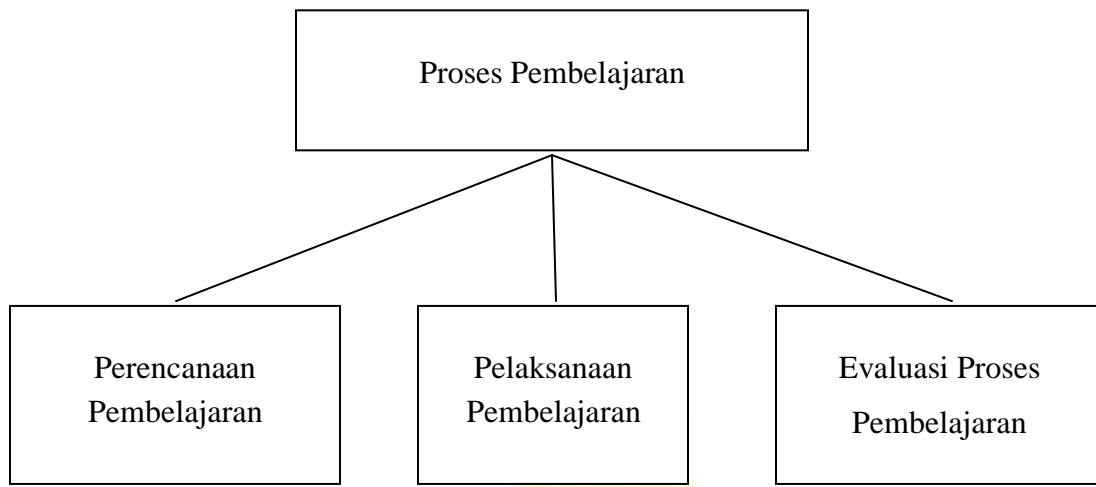 Proses Pembelajaran
Perencanaan
Pembelajaran
Pelaksanaan
Pembelajaran
Evaluasi Proses
Pembelajaran